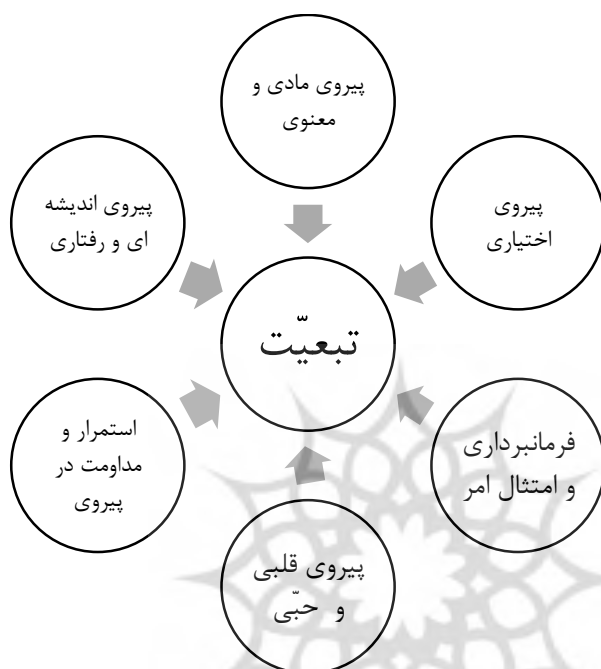 پیروی مادی و
معنوی
پیروی
اختیاری
پیروی اندیشه
ای و رفتاری
تبعیّت
فرمانبرداری
و امتثال امر
استمرار و
مداومت در
پیروی
پیروی قلبی
و حبّی